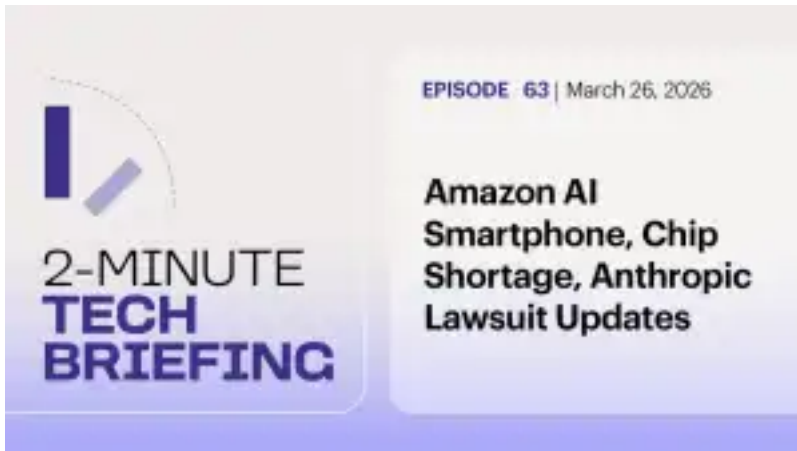 2-MINUTE
TECH
BRIEFING
EPISODE 63 | March 26, 2026
Amazon AI
Smartphone, Chip
Shortage, Anthropic
Lawsuit Updates